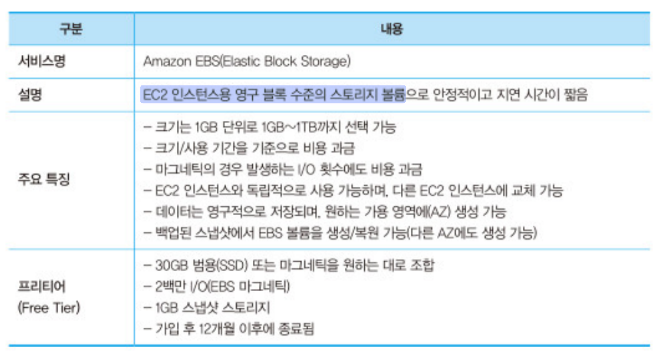 구분 내용
서비스명 Amazon EBS(Elastic Block Storage)
설명 EC2 인스턴스용 영구 블록 수준의 스토리지 볼륨으로 안정적이고 지연 시간이 짧음
주요 특징
– 크기는 1GB 단위로 1GB~1TB까지 선택 가능
– 크기/사용 기간을 기준으로 비용 과금
– 마그네틱의 경우 발생하는 I/O 횟수에도 비용 과금
– EC2 인스턴스와 독립적으로 사용 가능하며, 다른 EC2 인스턴스에 교체 가능
– 데이터는 영구적으로 저장되며, 원하는 가용 영역에(AZ) 생성 가능
– 백업된 스냅샷에서 EBS 볼륨을 생성/복원 가능(다른 AZ에도 생성 가능)
프리티어
(Free Tier)
– 30GB 범용(SSD) 또는 마그네틱을 원하는 대로 조합
– 2백만 I/O(EBS 마그네틱)
– 1GB 스냅샷 스토리지
– 가입 후 12개월 이후에 종료됨